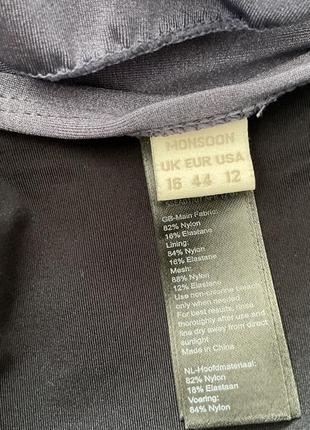 MONSOON
UK EUR USA
16 44 12
GB-Main Fabric:
82% Nylon
18% Elastane
Lining:
84% Nylon
16% Elastane
Mesh:
88% Nylon
12% Elastane
Use non-chlorine
only when needed.
For best results, rinse
thoroughly after use and
line dry away from direct
sunlight
Made in China
NL-Hoofdmateriaal:
82% Nylon
18% Elastaan
Voering:
84% Nylon